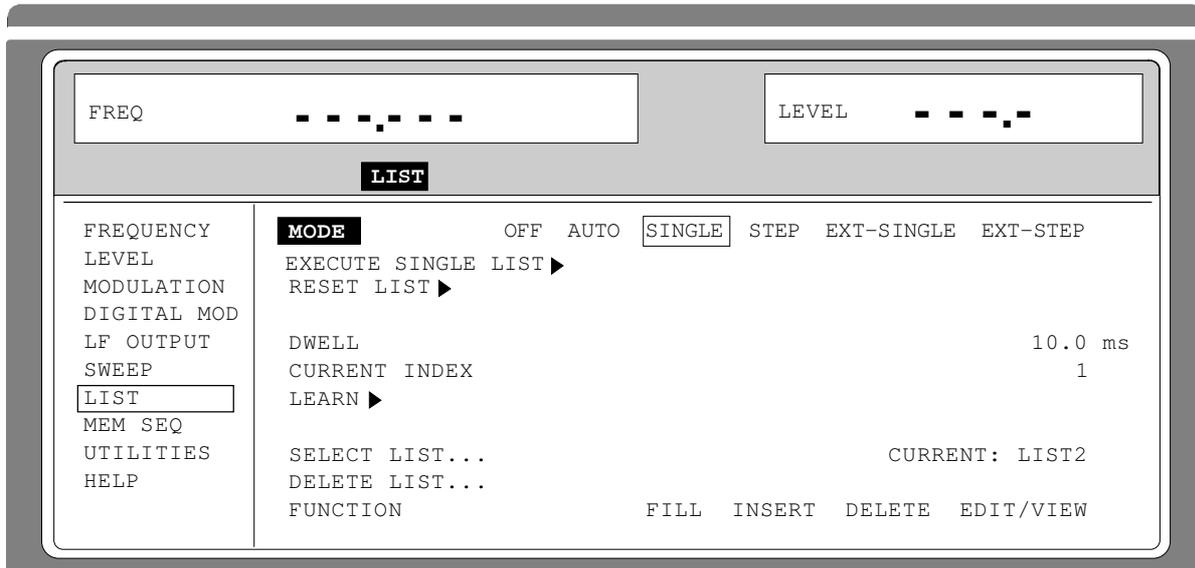 FREQ - - -.- - - LEVEL - - -.-
LIST
FREQUENCY
LEVEL
MODULATION
DIGITAL MOD
LF OUTPUT
SWEEP
LIST
MEM SEQ
UTILITIES
HELP
MODE OFF AUTO SINGLE STEP EXT-SINGLE EXT-STEP
EXECUTE SINGLE LIST▶
RESET LIST▶
DWELL 10.0 ms
CURRENT INDEX 1
LEARN ▶
SELECT LIST... CURRENT: LIST2
DELETE LIST...
FUNCTION FILL INSERT DELETE EDIT/VIEW